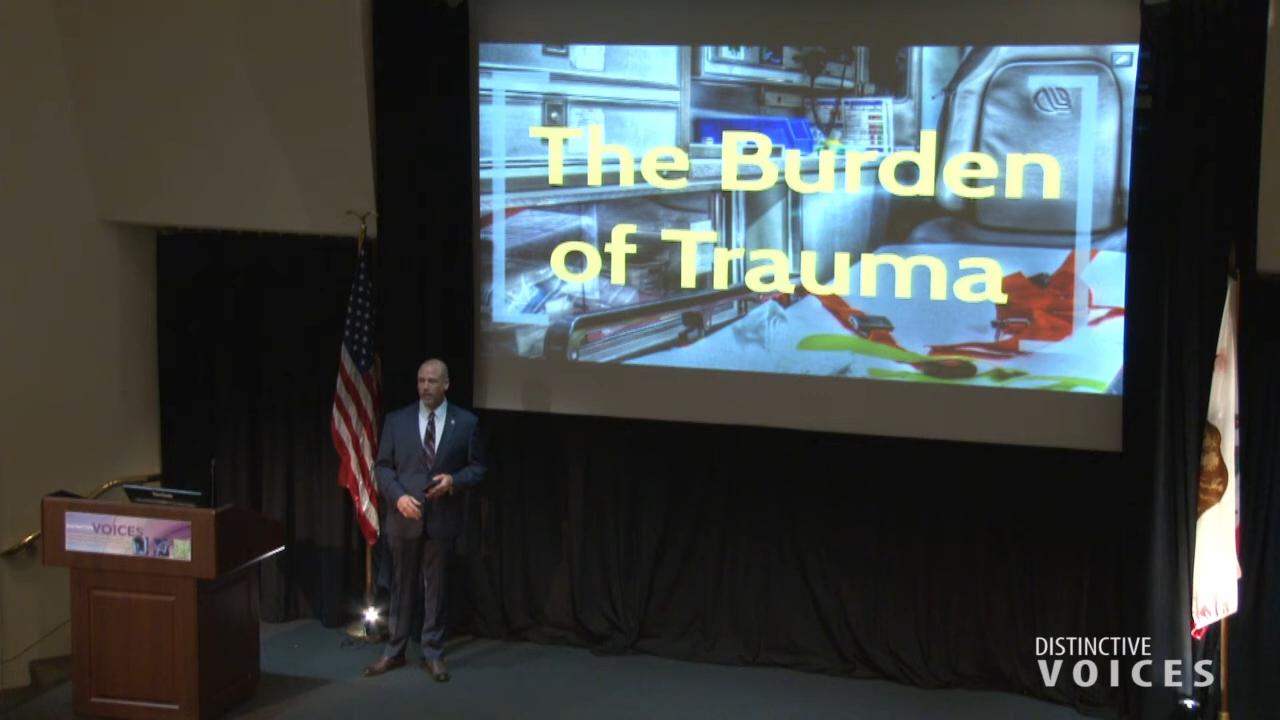 The Burden
of Trauma
VOICES
DISTINCTIVE
VOICES